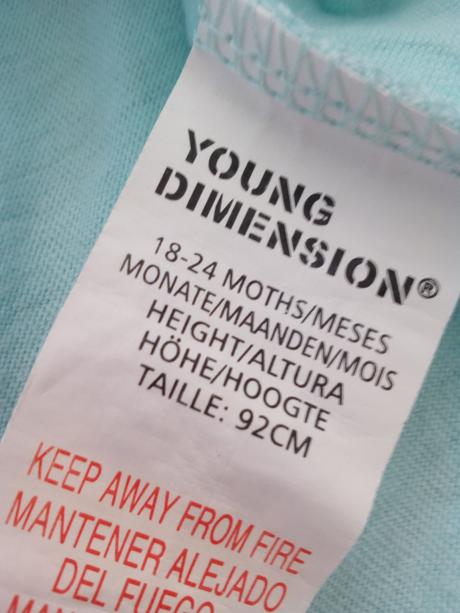 YOUNG
DIMENSION®
18-24 MOTHS/MESES
MONATE/MAANDEN/MOIS
HEIGHT/ALTURA
HÖHE/HOOGTE
TAILLE: 92CM
KEEP AWAY FROM FIRE
MANTENER ALEJADO
DEL FUEGO